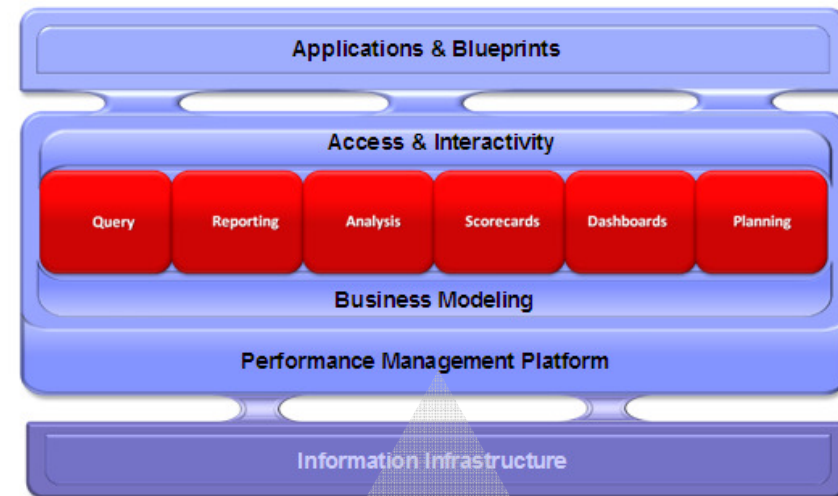 Applications & Blueprints
Access & Interactivity
Query Reporting Analysis Scorecards Dashboards Planning
Business Modeling
Performance Management Platform
Information Infrastructure